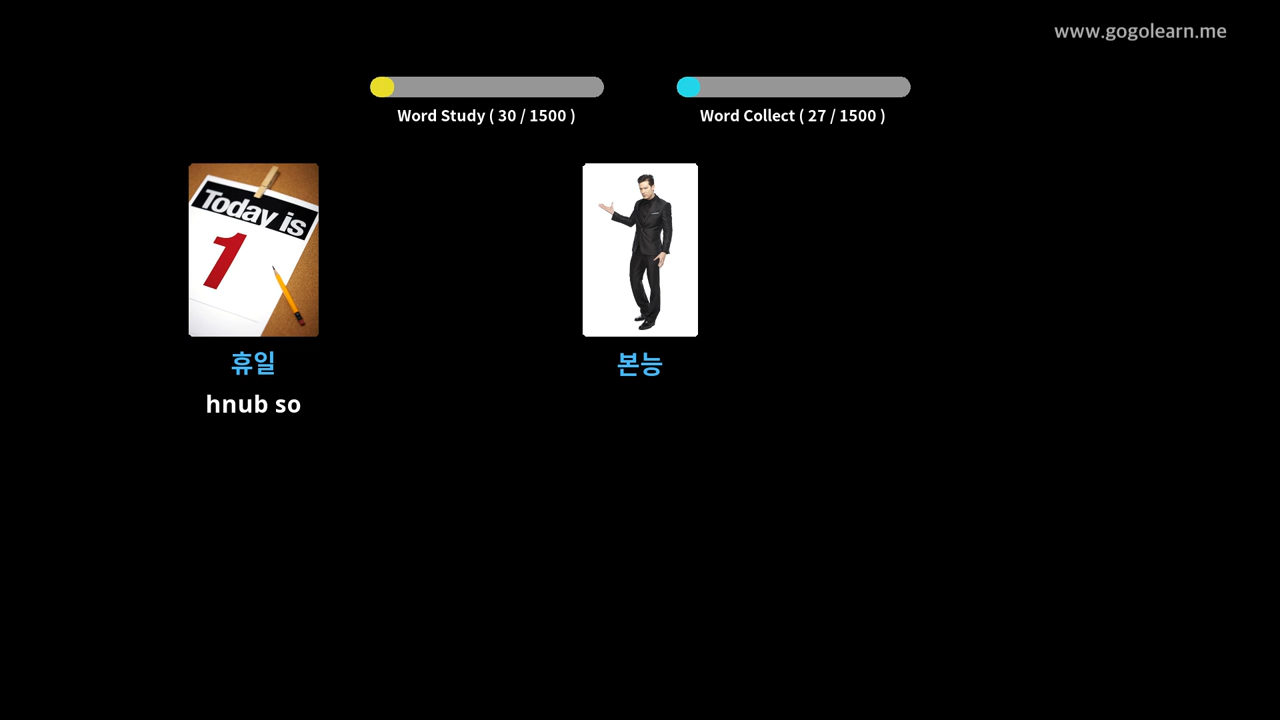 www.gogolearn.me
Word Study ( 30 / 1500 )
Word Collect ( 27 / 1500 )
Today is
1
휴일
본능
hnub so